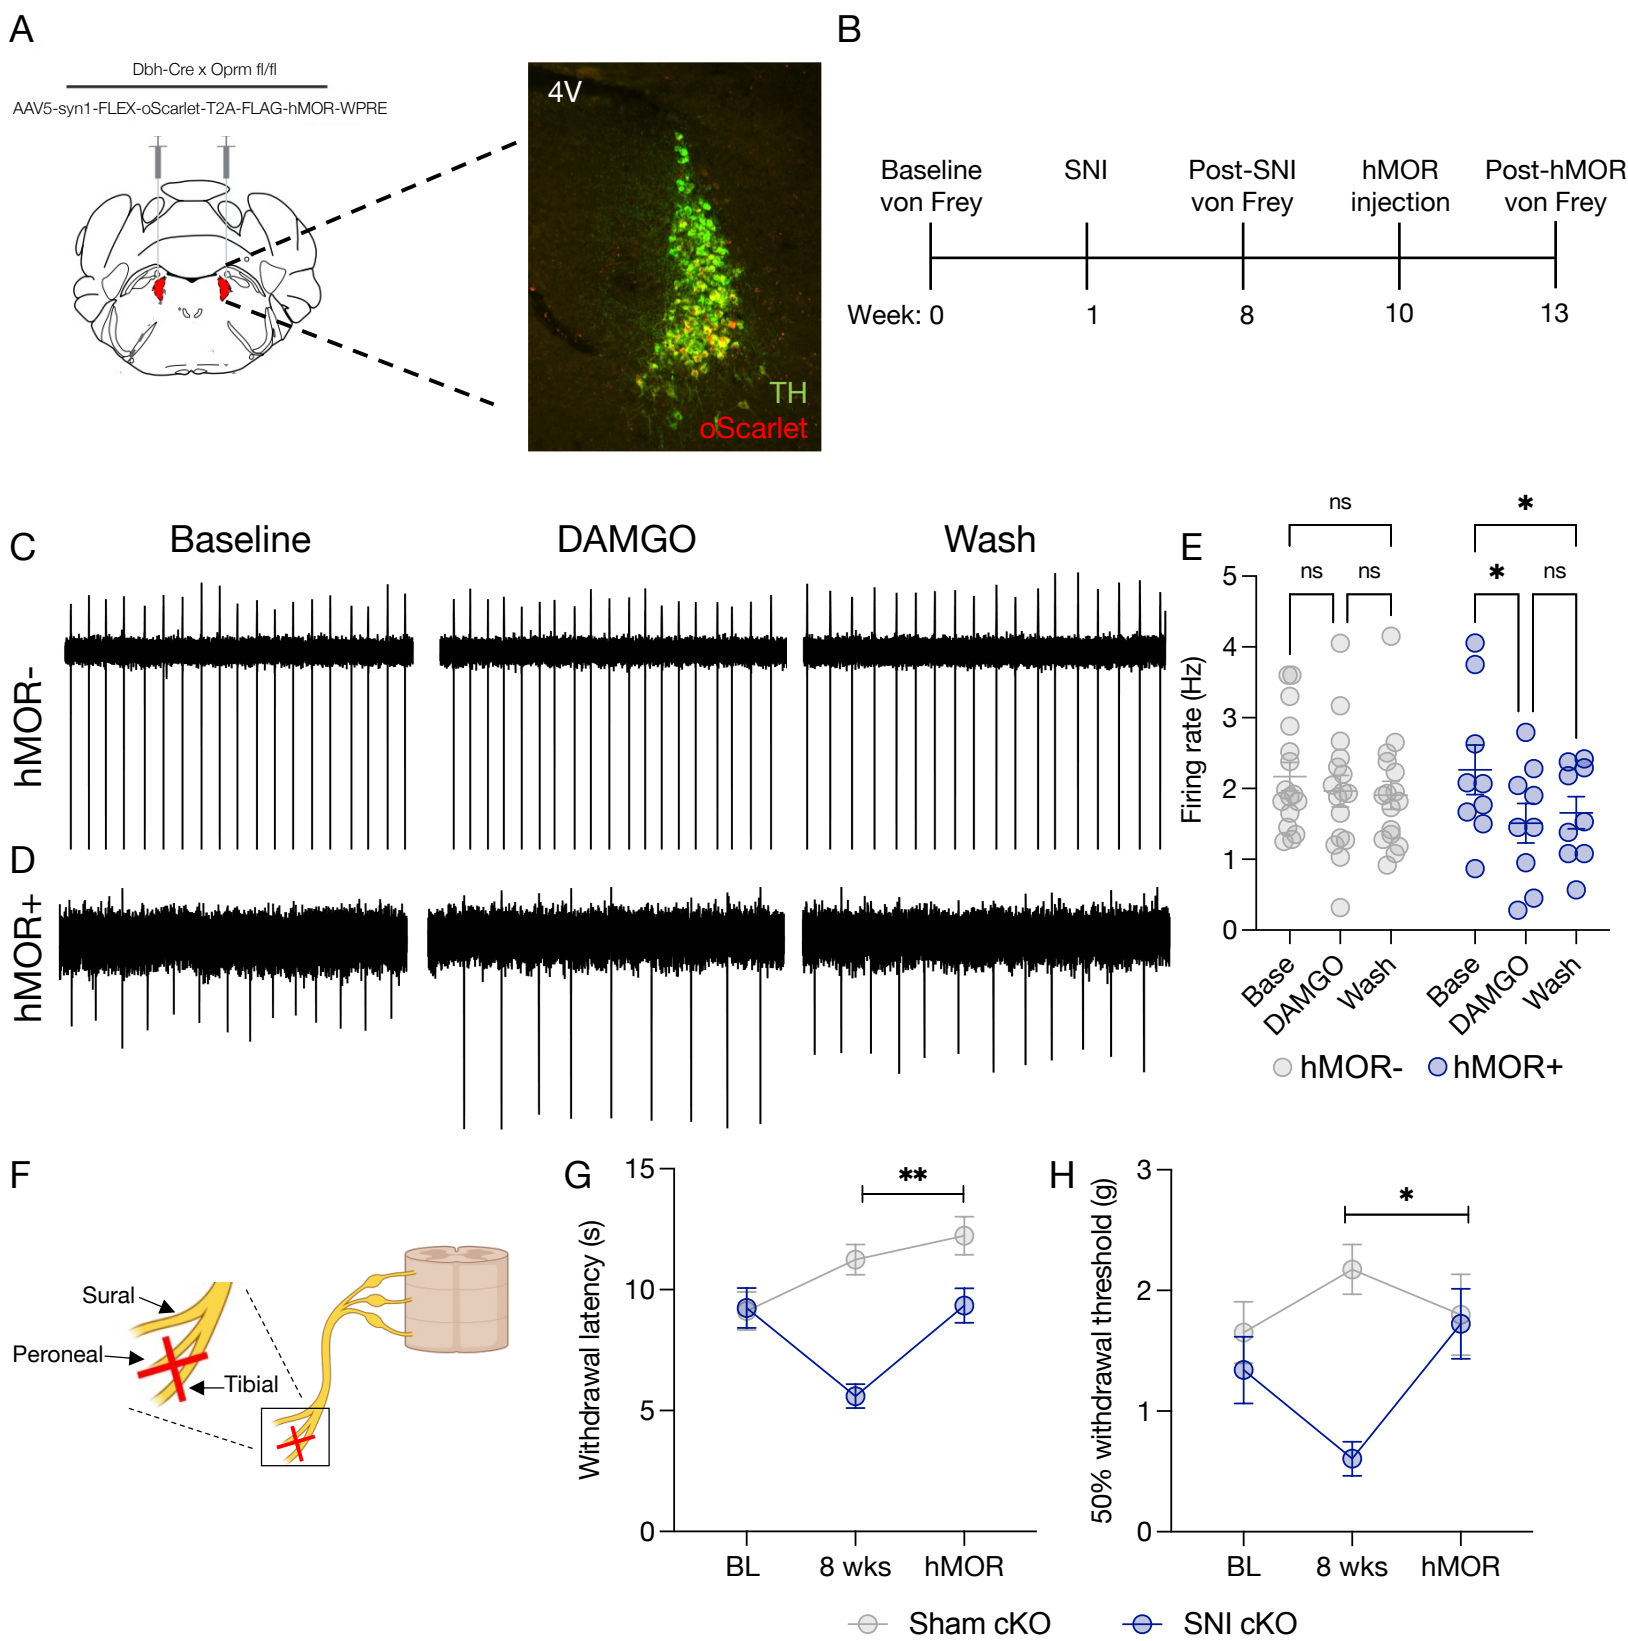 A
Dbh-Cre x Oprm fl/fl
AAV5-syn1-FLEX-oScarlet-T2A-FLAG-hMOR-WPRE
4V
TH
oScarlet
B
Baseline
von Frey
SNI
Post-SNI
von Frey
hMOR
injection
Post-hMOR
von Frey
Week: 0
1
8
10
13
C
Baseline
DAMGO
Wash
hMOR-
D
hMOR+
E
ns
*
ns
ns
*
ns
Firing rate (Hz)
5
4
3
2
1
0
Base
DAMGO
Wash
Base
DAMGO
Wash
hMOR-
hMOR+
F
Sural
Peroneal
Tibial
G
**
Withdrawal latency (s)
15
10
5
0
BL
8 wks
hMOR
H
*
50% withdrawal threshold (g)
3
2
1
0
BL
8 wks
hMOR
Sham cKO
SNI cKO